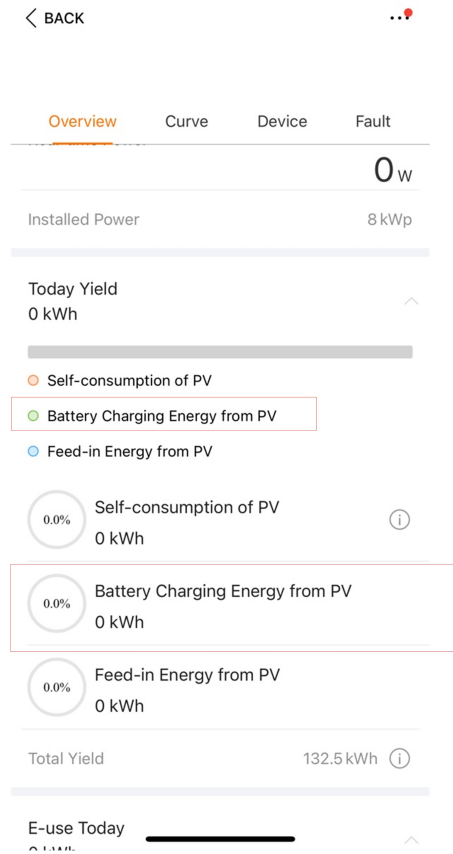 BACK
Overview Curve Device Fault
0 W
Installed Power 8 kWp
Today Yield
0 kWh
Self-consumption of PV
Battery Charging Energy from PV
Feed-in Energy from PV
0.0% Self-consumption of PV
0 kWh
0.0% Battery Charging Energy from PV
0 kWh
0.0% Feed-in Energy from PV
0 kWh
Total Yield 132.5 kWh
E-use Today